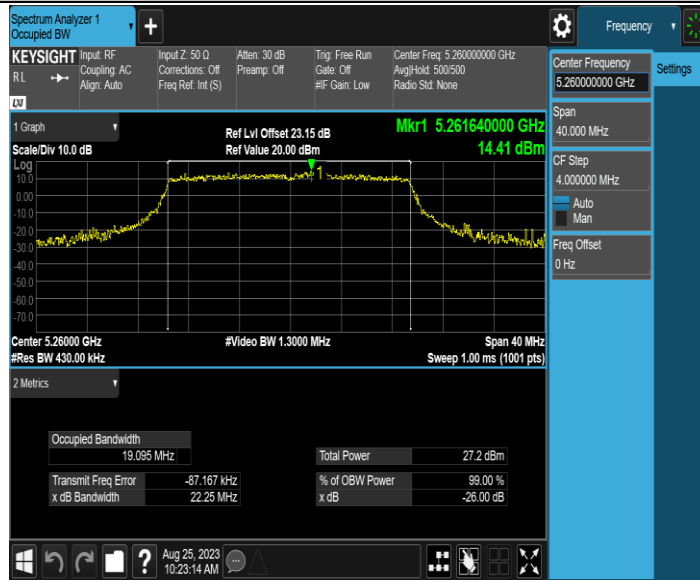 Spectrum Analyzer 1
Occupied BW
+
Frequency
KEYSIGHT
R L
LXI
Input: RF
Coupling: AC
Align: Auto
Input Z: 50 Ω
Corrections: Off
Freq Ref: Int (S)
Atten: 30 dB
Preamp: Off
Trig: Free Run
Gate: Off
#IF Gain: Low
Center Freq: 5.260000000 GHz
Avg|Hold: 500/500
Radio Std: None
Center Frequency
5.260000000 GHz
Settings
Span
40.000 MHz
CF Step
4.000000 MHz
Auto
Man
Freq Offset
0 Hz
1 Graph
Scale/Div 10.0 dB
Ref Lvl Offset 23.15 dB
Ref Value 20.00 dBm
Mkr1 5.261640000 GHz
14.41 dBm
Log
10.0
0.00
-10.0
-20.0
-30.0
-40.0
-50.0
-60.0
-70.0
1
Center 5.26000 GHz
#Res BW 430.00 kHz
#Video BW 1.3000 MHz
Span 40 MHz
Sweep 1.00 ms (1001 pts)
2 Metrics
Occupied Bandwidth
19.095 MHz
Total Power 27.2 dBm
Transmit Freq Error -87.167 kHz
% of OBW Power 99.00 %
x dB Bandwidth 22.25 MHz
x dB -26.00 dB
?
Aug 25, 2023
10:23:14 AM